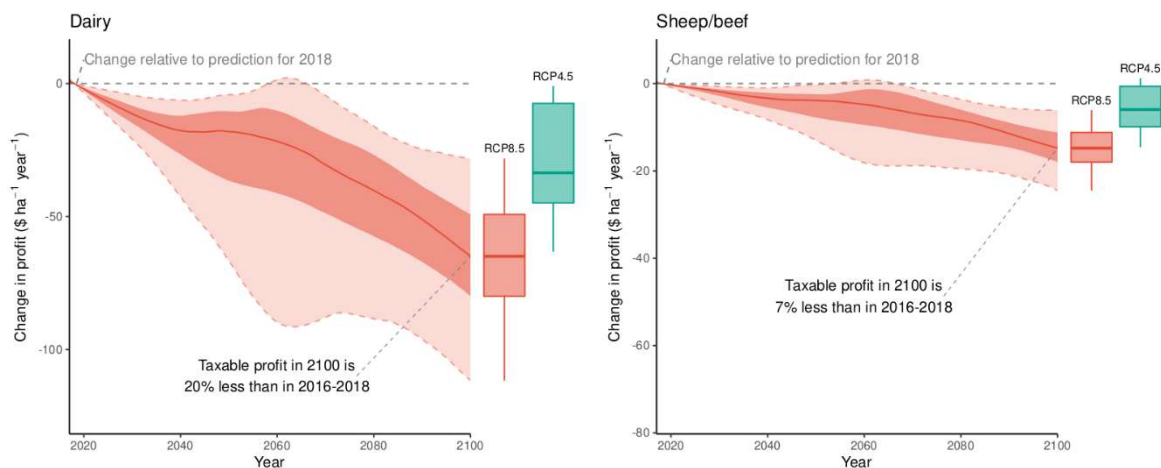 Dairy
Change relative to prediction for 2018
0
-50
-100
Change in profit ($ ha⁻¹ year⁻¹)
RCP8.5
RCP4.5
Taxable profit in 2100 is
20% less than in 2016-2018
2020 2040 2060 2080 2100
Year
Sheep/beef
Change relative to prediction for 2018
0
-20
-40
-60
-80
Change in profit ($ ha⁻¹ year⁻¹)
RCP8.5
RCP4.5
Taxable profit in 2100 is
7% less than in 2016-2018
2020 2040 2060 2080 2100
Year